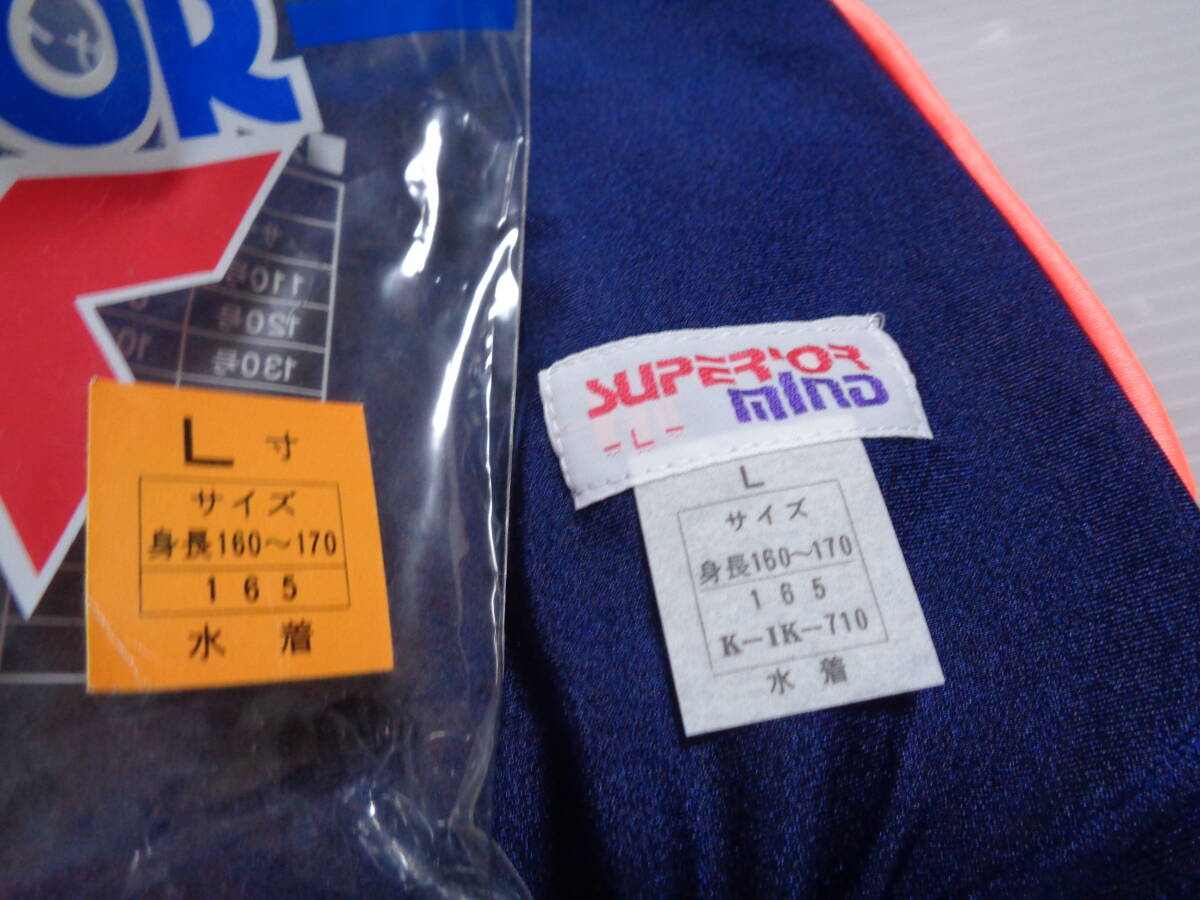 OR
110号
120号
130号
L寸
サイズ
身長160〜170
165
水着
SUPER'OR
mIND
-L-
L
サイズ
身長160〜170
165
K-IK-710
水着